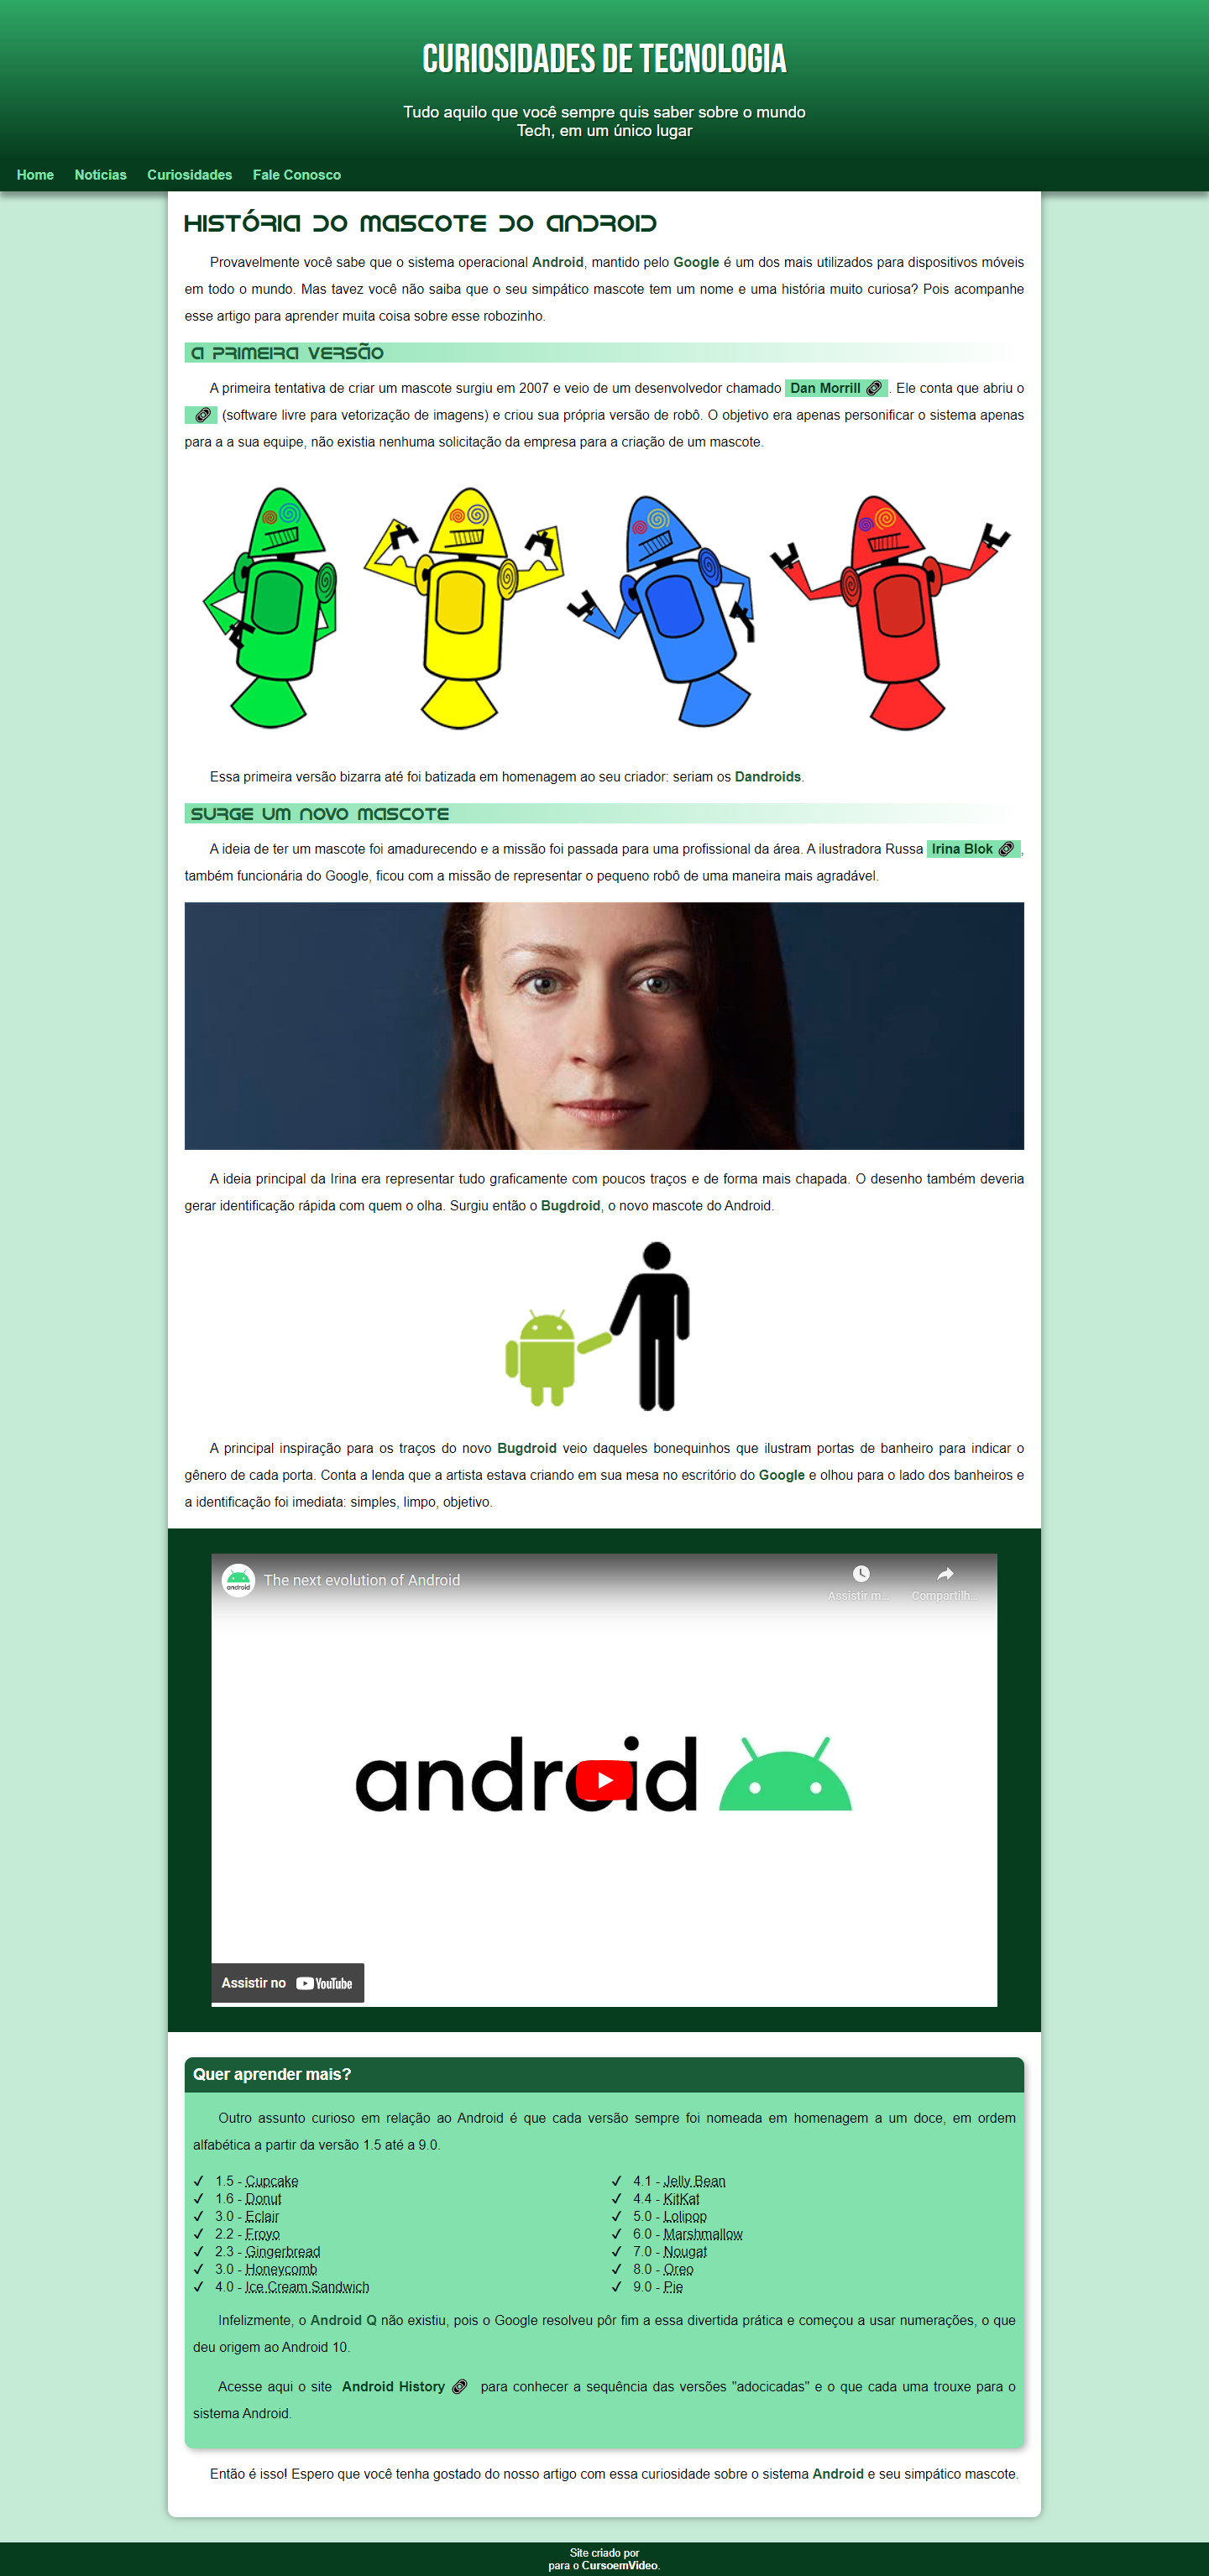 CURIOSIDADES DE TECNOLOGIA
Tudo aquilo que você sempre quis saber sobre o mundo
Tech, em um único lugar
Home Notícias Curiosidades Fale Conosco
História do Mascote do Android
Provavelmente você sabe que o sistema operacional Android, mantido pelo Google é um dos mais utilizados para dispositivos móveis
em todo o mundo. Mas tavez você não saiba que o seu simpático mascote tem um nome e uma história muito curiosa? Pois acompanhe
esse artigo para aprender muita coisa sobre esse robozinho.
A primeira versão
A primeira tentativa de criar um mascote surgiu em 2007 e veio de um desenvolvedor chamado Dan Morrill. Ele conta que abriu o
(software livre para vetorização de imagens) e criou sua própria versão de robô. O objetivo era apenas personificar o sistema apenas
para a a sua equipe, não existia nenhuma solicitação da empresa para a criação de um mascote.
Essa primeira versão bizarra até foi batizada em homenagem ao seu criador: seriam os Dandroids.
Surge um novo mascote
A ideia de ter um mascote foi amadurecendo e a missão foi passada para uma profissional da área. A ilustradora Russa Irina Blok,
também funcionária do Google, ficou com a missão de representar o pequeno robô de uma maneira mais agradável.
A ideia principal da Irina era representar tudo graficamente com poucos traços e de forma mais chapada. O desenho também deveria
gerar identificação rápida com quem o olha. Surgiu então o Bugdroid, o novo mascote do Android.
A principal inspiração para os traços do novo Bugdroid veio daqueles bonequinhos que ilustram portas de banheiro para indicar o
gênero de cada porta. Conta a lenda que a artista estava criando em sua mesa no escritório do Google e olhou para o lado dos banheiros e
a identificação foi imediata: simples, limpo, objetivo.
android
The next evolution of Android
Assistir m... Compartilh...
android
Assistir no YouTube
Quer aprender mais?
Outro assunto curioso em relação ao Android é que cada versão sempre foi nomeada em homenagem a um doce, em ordem
alfabética a partir da versão 1.5 até a 9.0.
✓ 1.5 - Cupcake
✓ 1.6 - Donut
✓ 3.0 - Eclair
✓ 2.2 - Froyo
✓ 2.3 - Gingerbread
✓ 3.0 - Honeycomb
✓ 4.0 - Ice Cream Sandwich
✓ 4.1 - Jelly Bean
✓ 4.4 - KitKat
✓ 5.0 - Lolipop
✓ 6.0 - Marshmallow
✓ 7.0 - Nougat
✓ 8.0 - Oreo
✓ 9.0 - Pie
Infelizmente, o Android Q não existiu, pois o Google resolveu pôr fim a essa divertida prática e começou a usar numerações, o que
deu origem ao Android 10.
Acesse aqui o site Android History para conhecer a sequência das versões "adocicadas" e o que cada uma trouxe para o
sistema Android.
Então é isso! Espero que você tenha gostado do nosso artigo com essa curiosidade sobre o sistema Android e seu simpático mascote.
Site criado por
para o CursoemVideo.